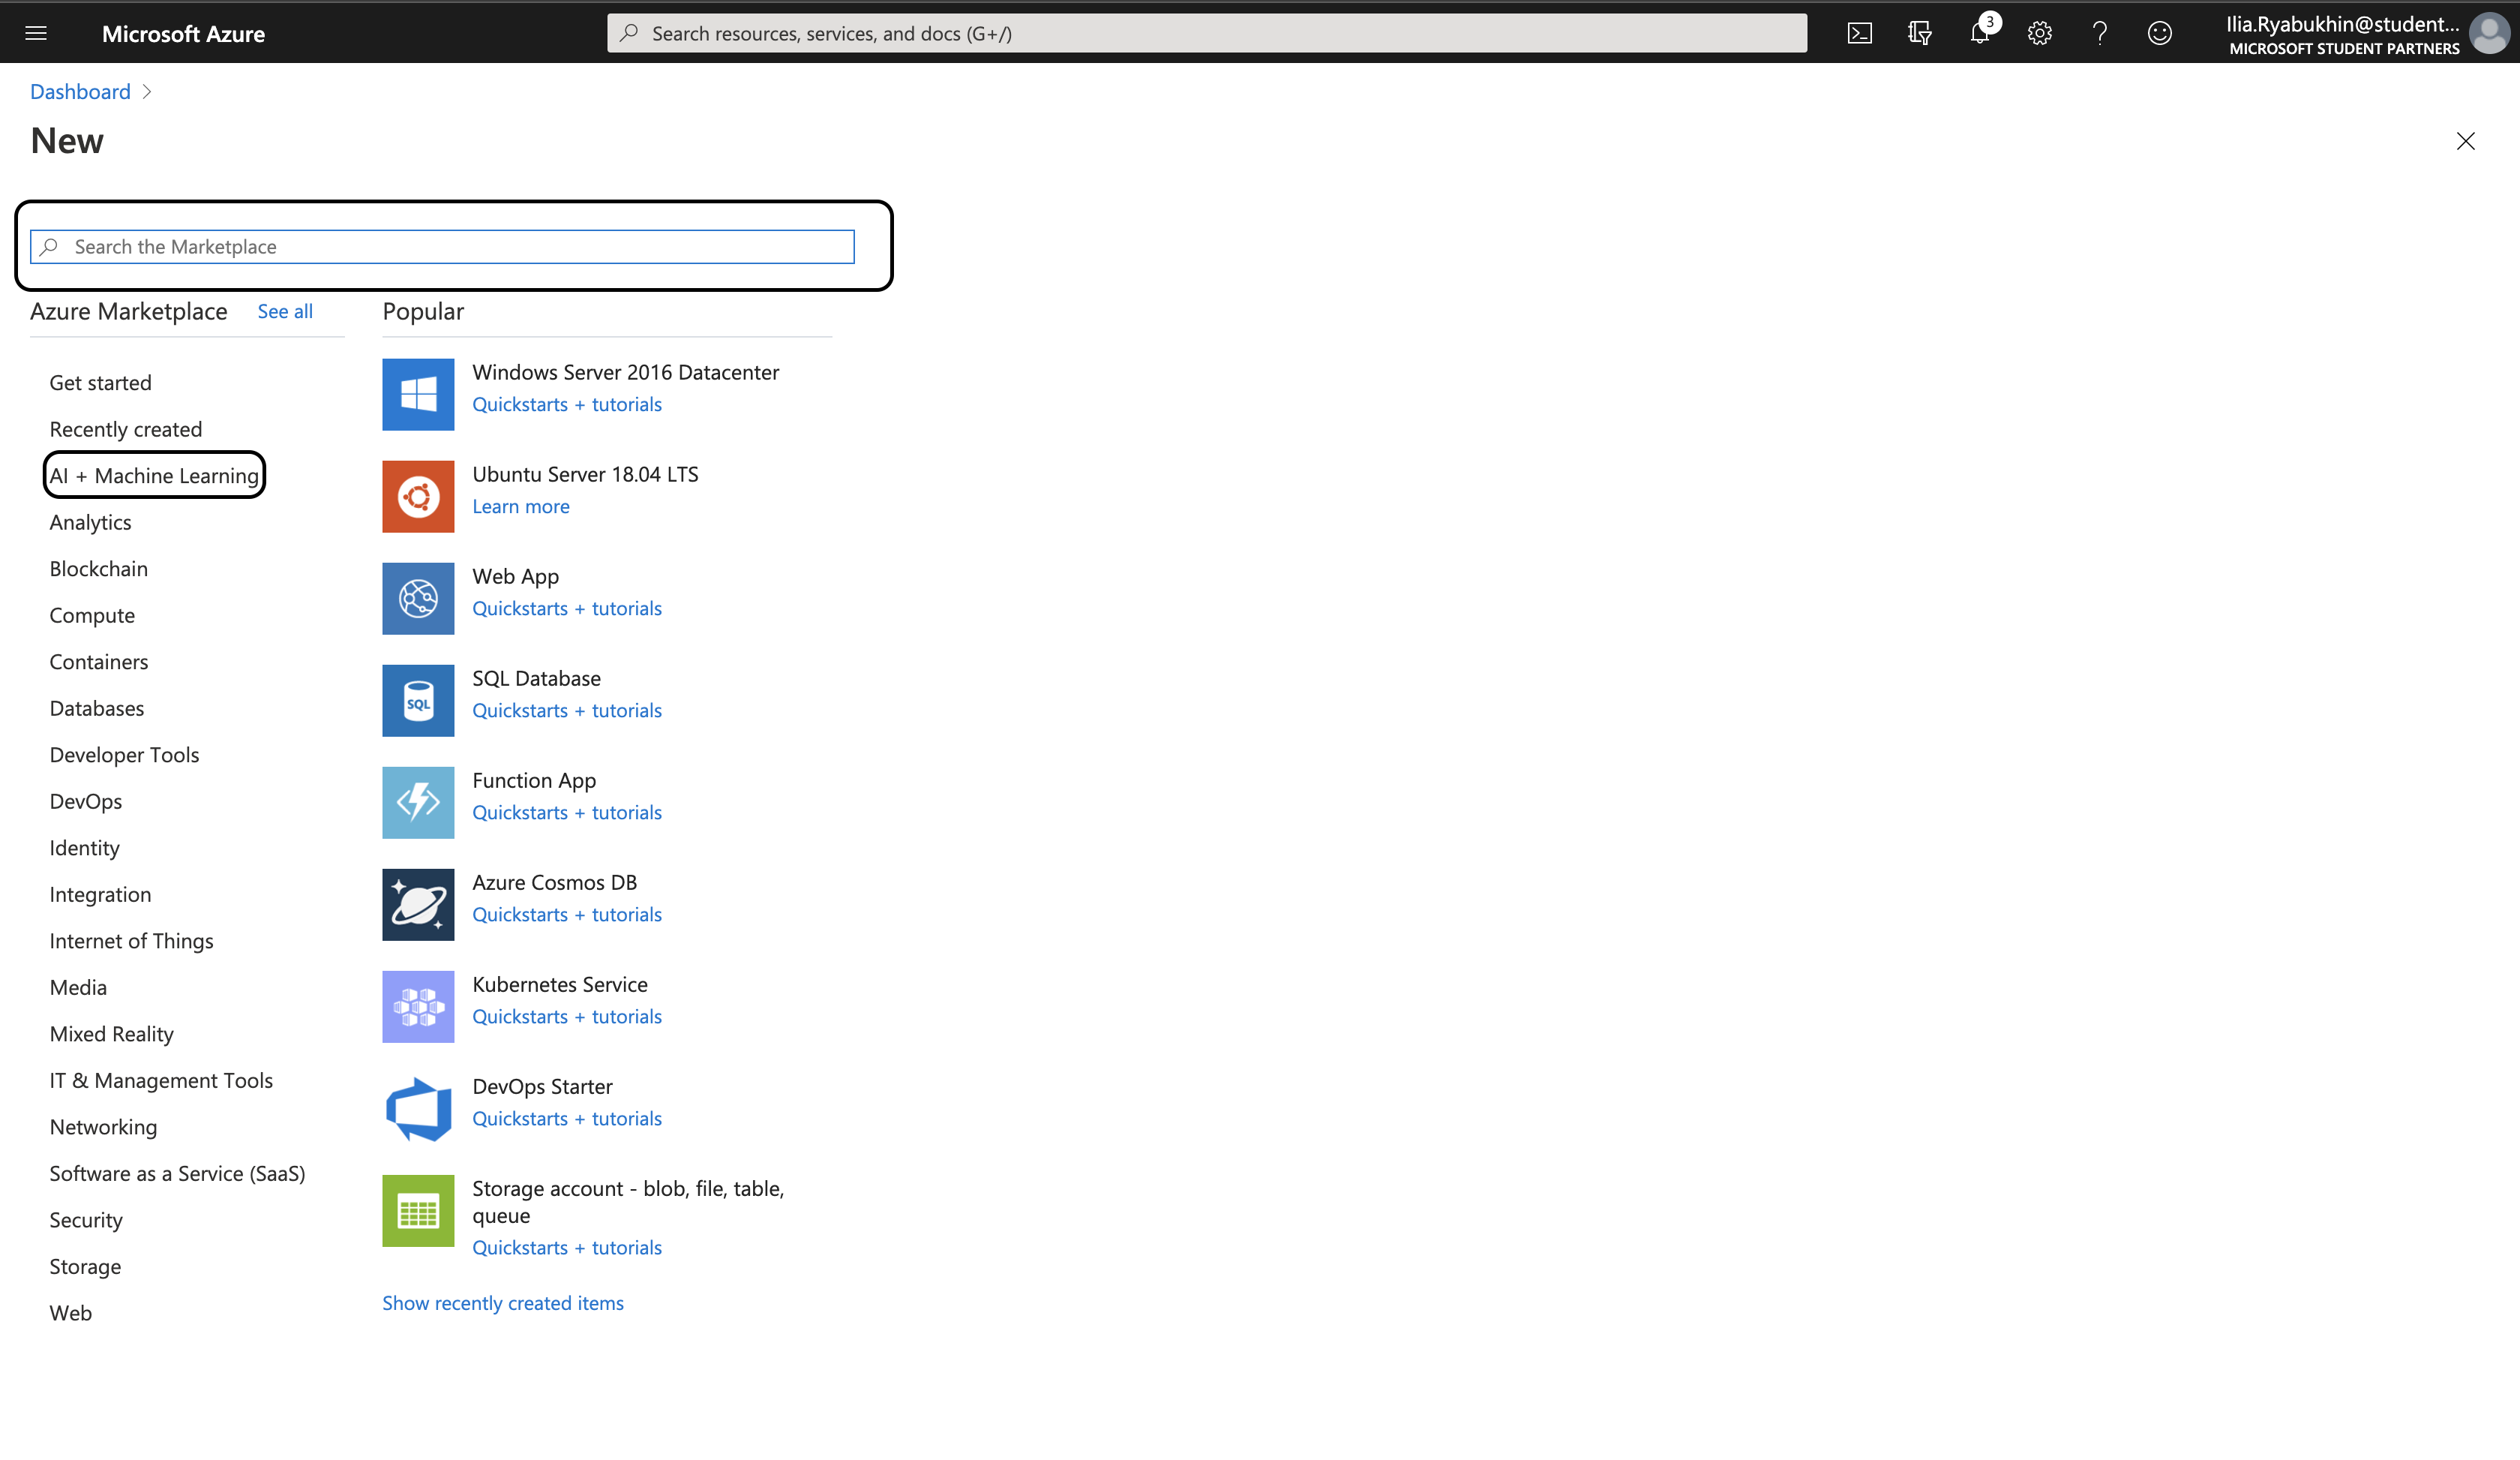 Microsoft Azure
Search resources, services, and docs (G+/)
3
Ilia.Ryabukhin@student...
MICROSOFT STUDENT PARTNERS
Dashboard
New
Search the Marketplace
Azure Marketplace
See all
Get started
Recently created
AI + Machine Learning
Analytics
Blockchain
Compute
Containers
Databases
Developer Tools
DevOps
Identity
Integration
Internet of Things
Media
Mixed Reality
IT & Management Tools
Networking
Software as a Service (SaaS)
Security
Storage
Web
Popular
Windows Server 2016 Datacenter
Quickstarts + tutorials
Ubuntu Server 18.04 LTS
Learn more
Web App
Quickstarts + tutorials
SQL
SQL Database
Quickstarts + tutorials
Function App
Quickstarts + tutorials
Azure Cosmos DB
Quickstarts + tutorials
Kubernetes Service
Quickstarts + tutorials
DevOps Starter
Quickstarts + tutorials
Storage account - blob, file, table,
queue
Quickstarts + tutorials
Show recently created items